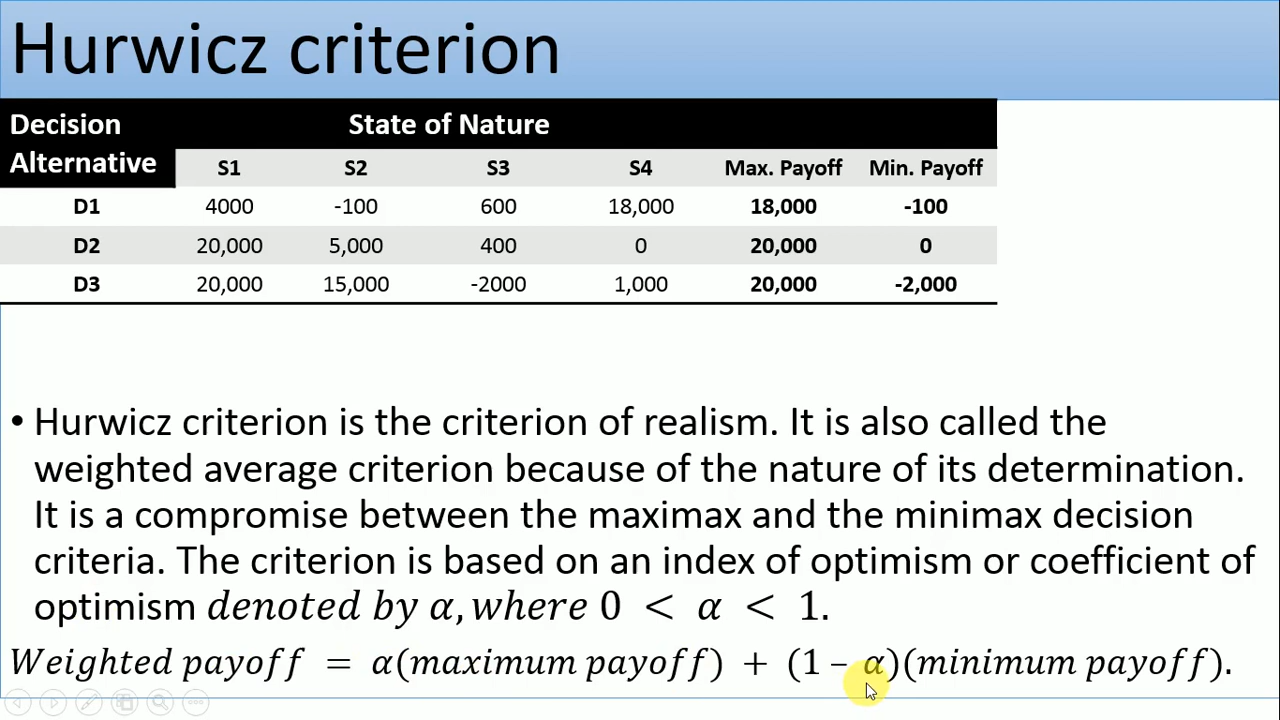 Hurwicz criterion
Decision Alternative State of Nature
S1 S2 S3 S4 Max. Payoff Min. Payoff
D1 4000 -100 600 18,000 18,000 -100
D2 20,000 5,000 400 0 20,000 0
D3 20,000 15,000 -2000 1,000 20,000 -2,000
• Hurwicz criterion is the criterion of realism. It is also called the
weighted average criterion because of the nature of its determination.
It is a compromise between the maximax and the minimax decision
criteria. The criterion is based on an index of optimism or coefficient of
optimism denoted by α, where 0 < α < 1.
Weighted payoff = α(maximum payoff) + (1 – α)(minimum payoff).